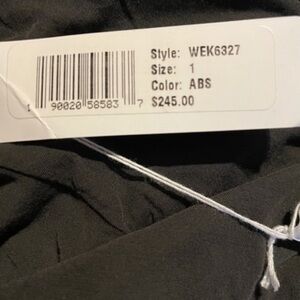 Style: WEK6327
Size: 1
Color: ABS
$245.00
1 90020 58583 7